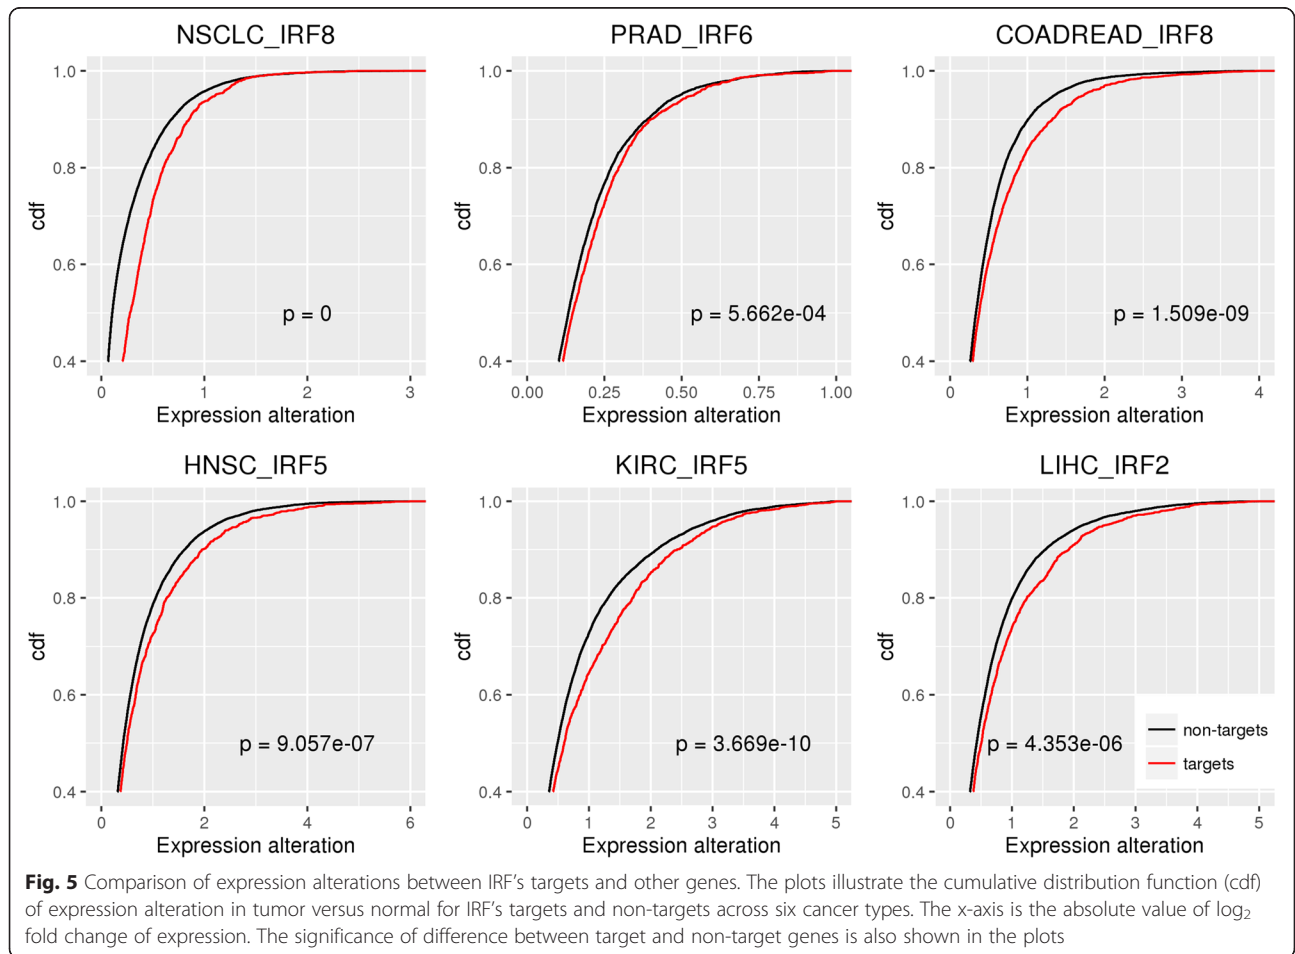 NSCLC_IRF8
PRAD_IRF6
COADREAD_IRF8
1.0
0.8
0.6
0.4
cdf
p = 0
0 1 2 3
Expression alteration
1.0
0.8
0.6
0.4
cdf
p = 5.662e-04
0.00 0.25 0.50 0.75 1.00
Expression alteration
1.0
0.8
0.6
0.4
cdf
p = 1.509e-09
0 1 2 3 4
Expression alteration
HNSC_IRF5
KIRC_IRF5
LIHC_IRF2
1.0
0.8
0.6
0.4
cdf
p = 9.057e-07
0 2 4 6
Expression alteration
1.0
0.8
0.6
0.4
cdf
p = 3.669e-10
0 1 2 3 4 5
Expression alteration
1.0
0.8
0.6
0.4
cdf
p = 4.353e-06
non-targets
targets
0 1 2 3 4 5
Expression alteration
Fig. 5 Comparison of expression alterations between IRF's targets and other genes. The plots illustrate the cumulative distribution function (cdf)
of expression alteration in tumor versus normal for IRF's targets and non-targets across six cancer types. The x-axis is the absolute value of log2
fold change of expression. The significance of difference between target and non-target genes is also shown in the plots